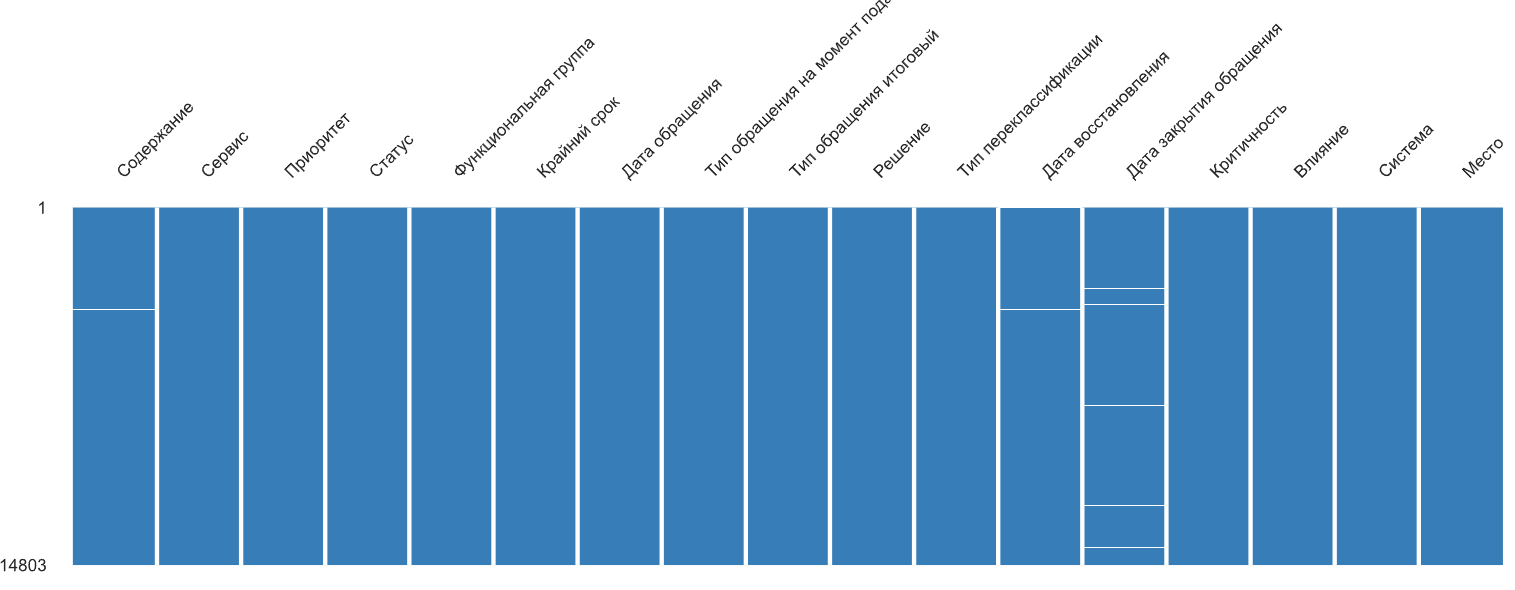 Содержание
Сервис
Приоритет
Статус
Функциональная группа
Крайний срок
Дата обращения
Тип обращения на момент
Тип обращения итоговый
Решение
Тип переклассификации
Дата восстановления
Дата закрытия обращения
Критичность
Влияние
Система
Место
1
14803